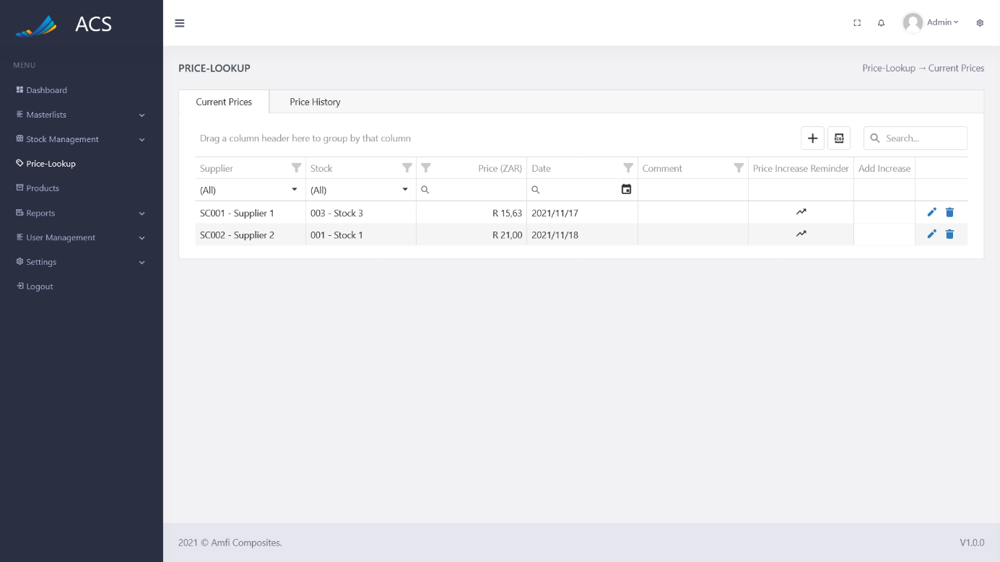 ACS
Admin
MENU
Dashboard
Masterlists
Stock Management
Price-Lookup
Products
Reports
User Management
Settings
Logout
PRICE-LOOKUP
Price-Lookup → Current Prices
Current Prices
Price History
Drag a column header here to group by that column
XLSX
Search...
Supplier
Stock
Price (ZAR)
Date
Comment
Price Increase Reminder
Add Increase
(All)
(All)
SC001 - Supplier 1
003 - Stock 3
R 15,63
2021/11/17
SC002 - Supplier 2
001 - Stock 1
R 21,00
2021/11/18
2021 © Amfi Composites.
V1.0.0